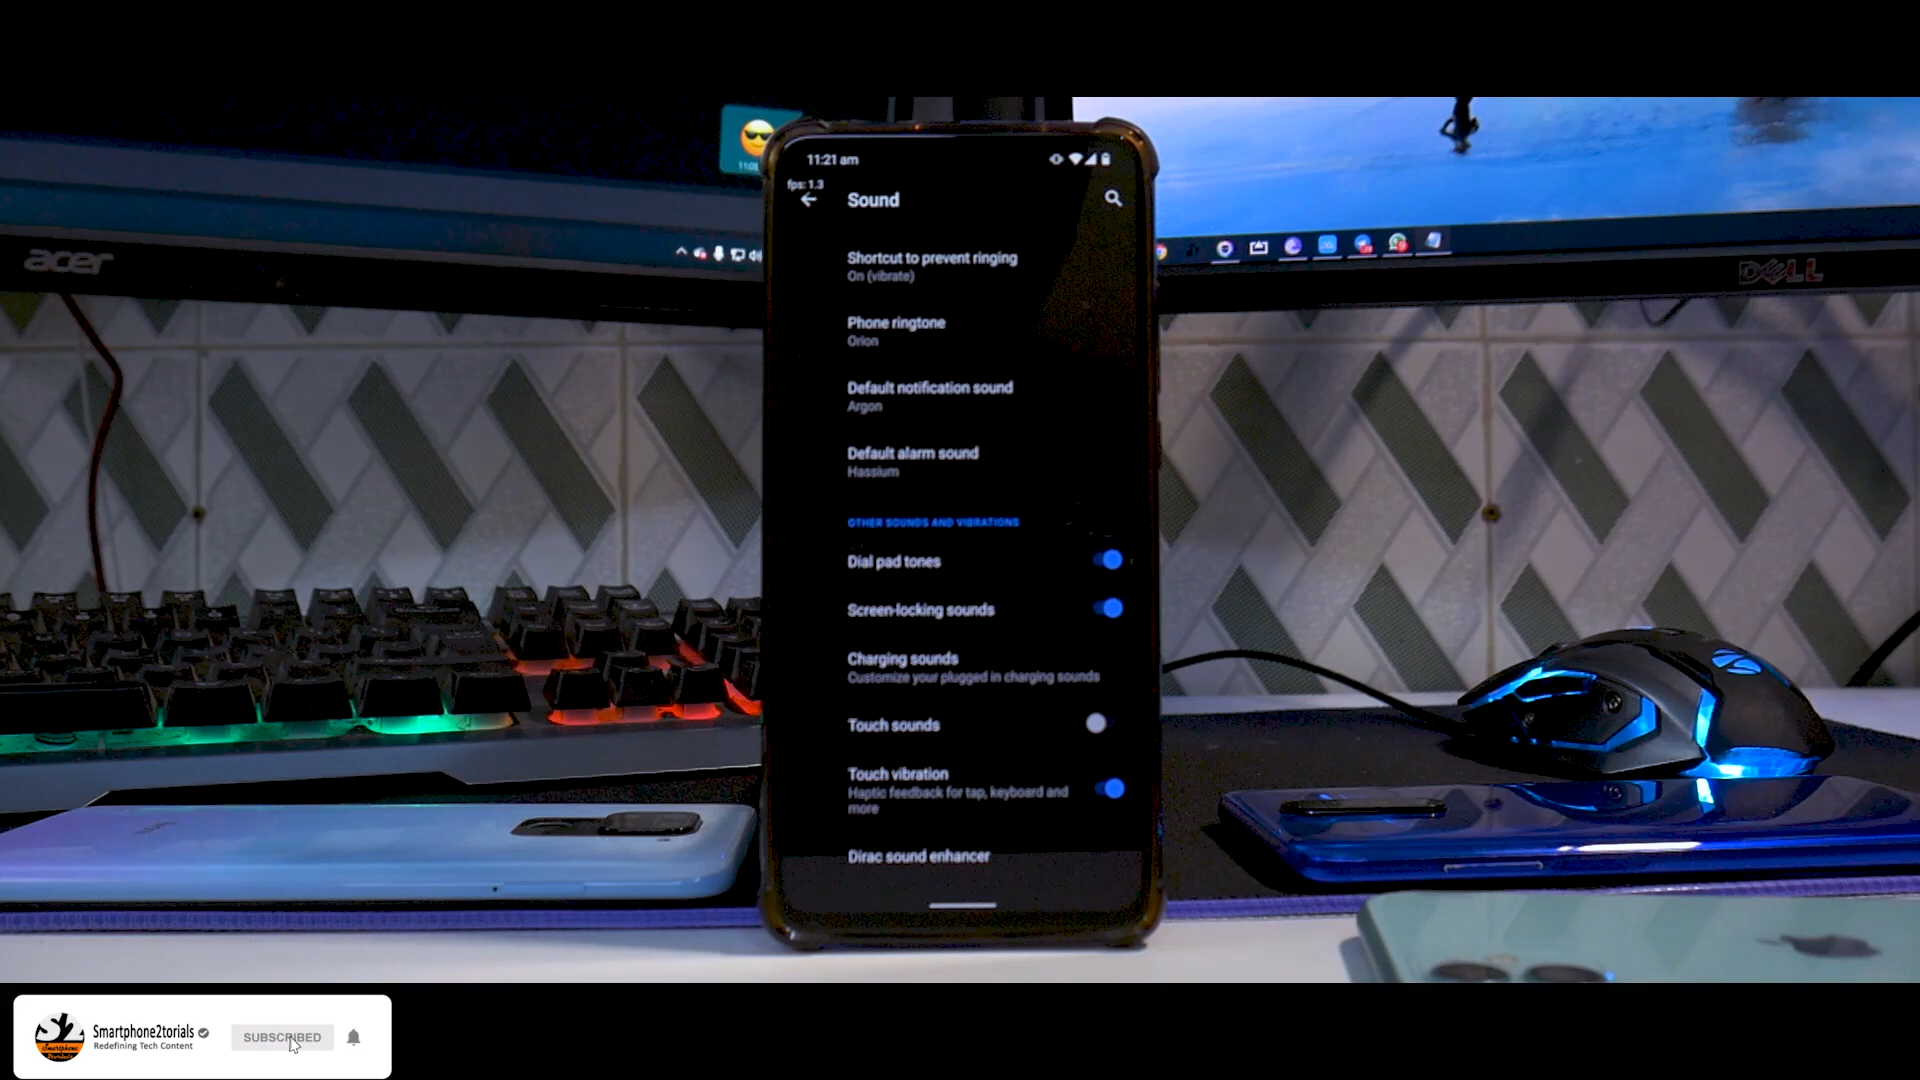 acer
DELL
11:21 am
fps: 1.3
Sound
Shortcut to prevent ringing
On (vibrate)
Phone ringtone
Orion
Default notification sound
Argon
Default alarm sound
Hassium
OTHER SOUNDS AND VIBRATIONS
Dial pad tones
Screen-locking sounds
Charging sounds
Customize your plugged in charging sounds
Touch sounds
Touch vibration
Haptic feedback for tap, keyboard and
more
Dirac sound enhancer
Smartphone2torials
Redefining Tech Content
SUBSCRIBED